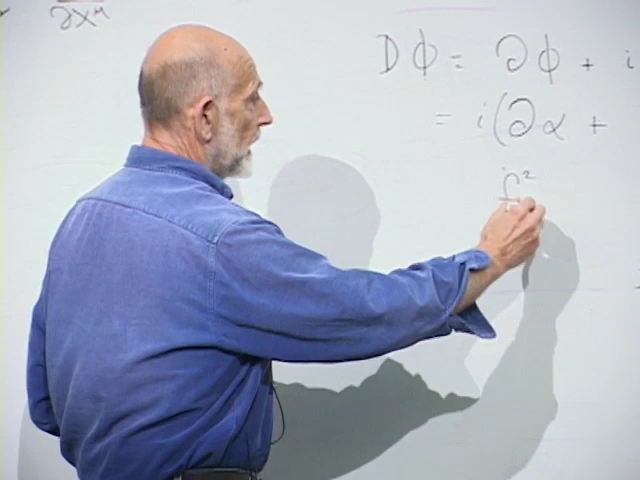 ∂x^μ
Dϕ = ∂ϕ + i
= i(∂α +
f²